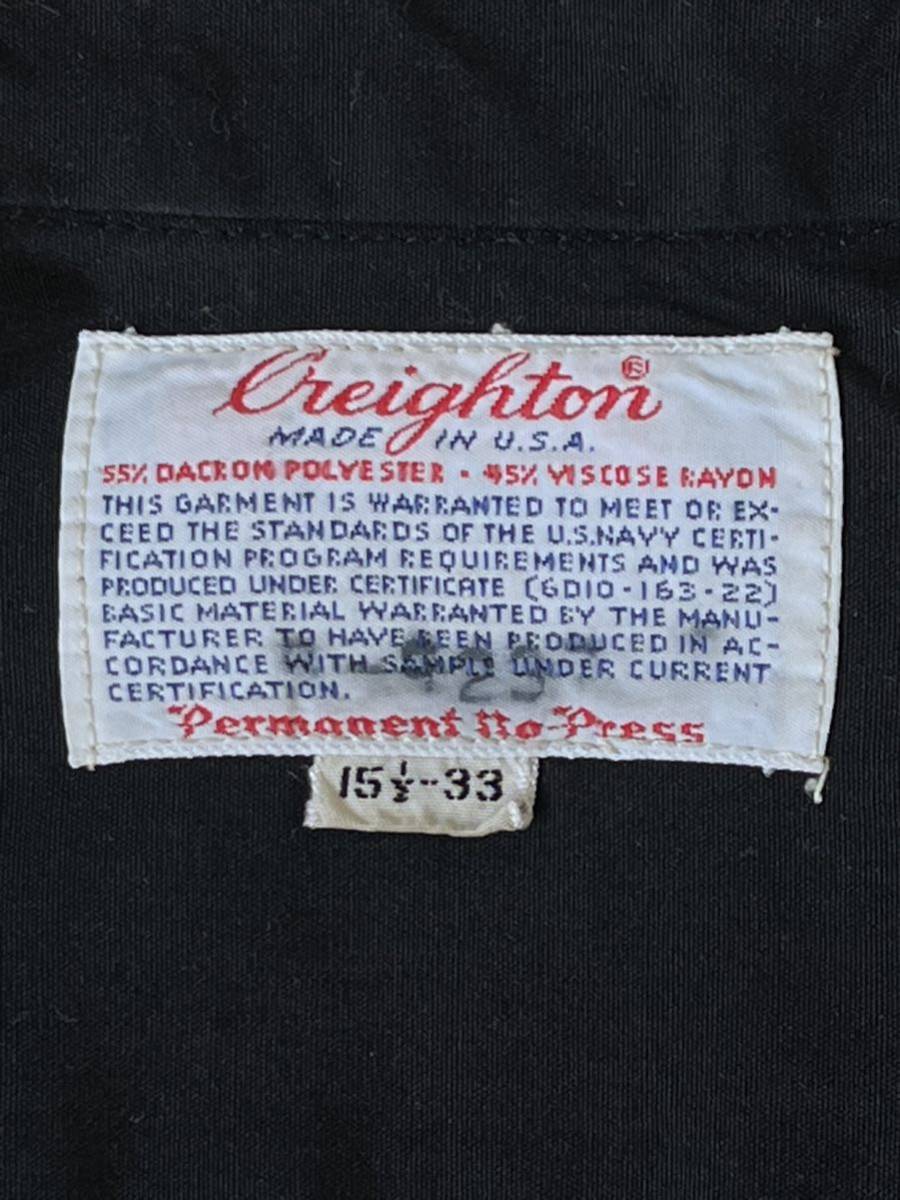 Creighton®
MADE IN U.S.A.
55% DACRON POLYESTER · 45% VISCOSE RAYON
THIS GARMENT IS WARRANTED TO MEET OR EX-
CEED THE STANDARDS OF THE U.S.NAVY CERTI-
FICATION PROGRAM REQUIREMENTS AND WAS
PRODUCED UNDER CERTIFICATE (GD10-163-22)
BASIC MATERIAL WARRANTED BY THE MANU-
FACTURER TO HAVE BEEN PRODUCED IN AC-
CORDANCE WITH SAMPLE UNDER CURRENT
CERTIFICATION.
"Permanent No-Press
15½-33